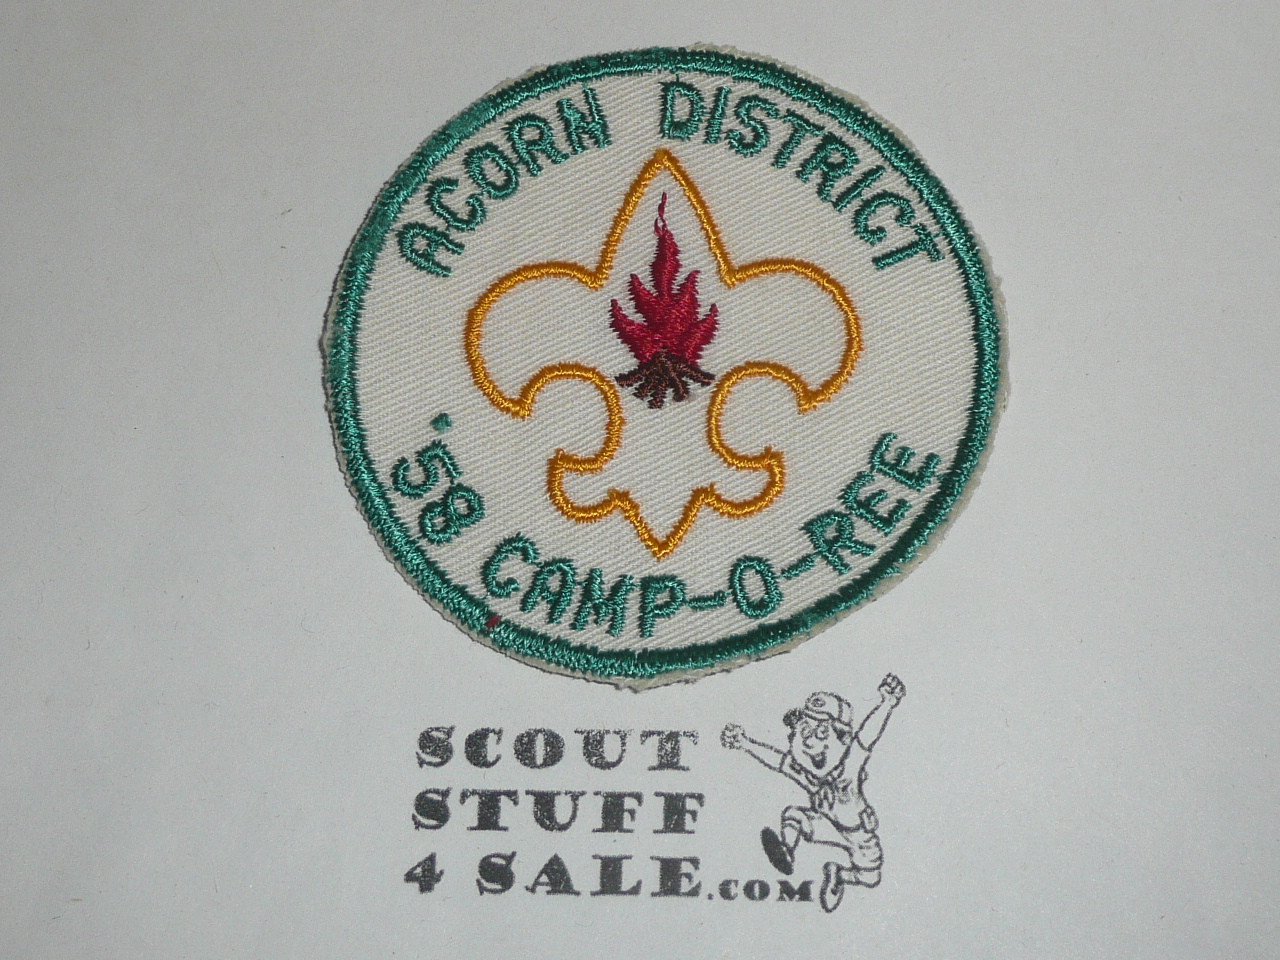 ACORN DISTRICT
'58 CAMP-O-REE
SCOUT
STUFF
4 SALE.COM